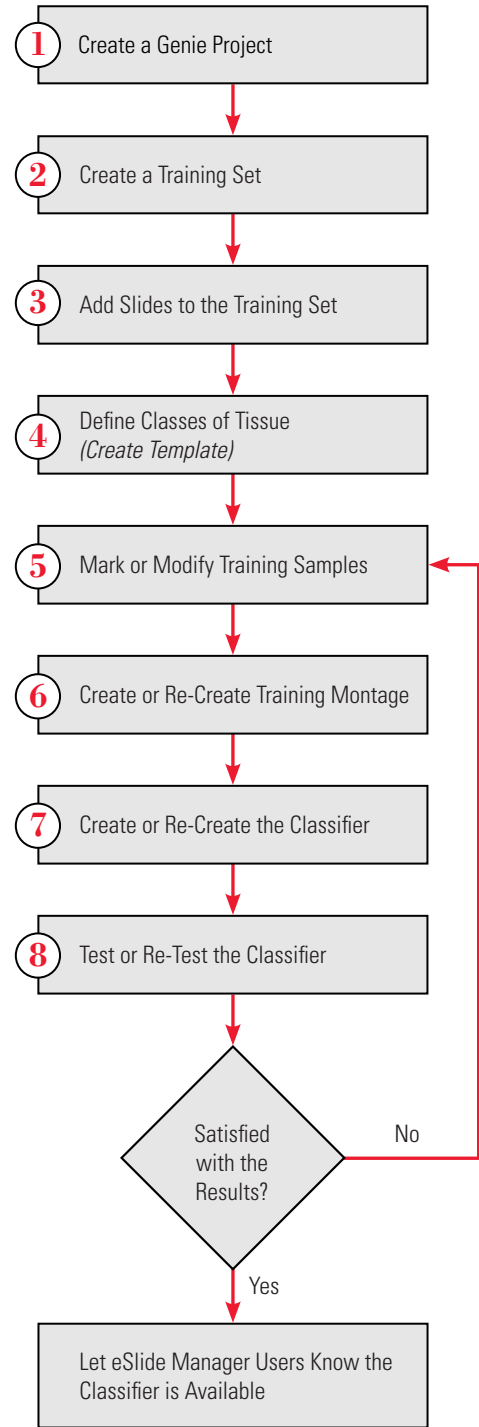 1 Create a Genie Project
2 Create a Training Set
3 Add Slides to the Training Set
4 Define Classes of Tissue
(Create Template)
5 Mark or Modify Training Samples
6 Create or Re-Create Training Montage
7 Create or Re-Create the Classifier
8 Test or Re-Test the Classifier
Satisfied
with the
Results?
No
Yes
Let eSlide Manager Users Know the
Classifier is Available